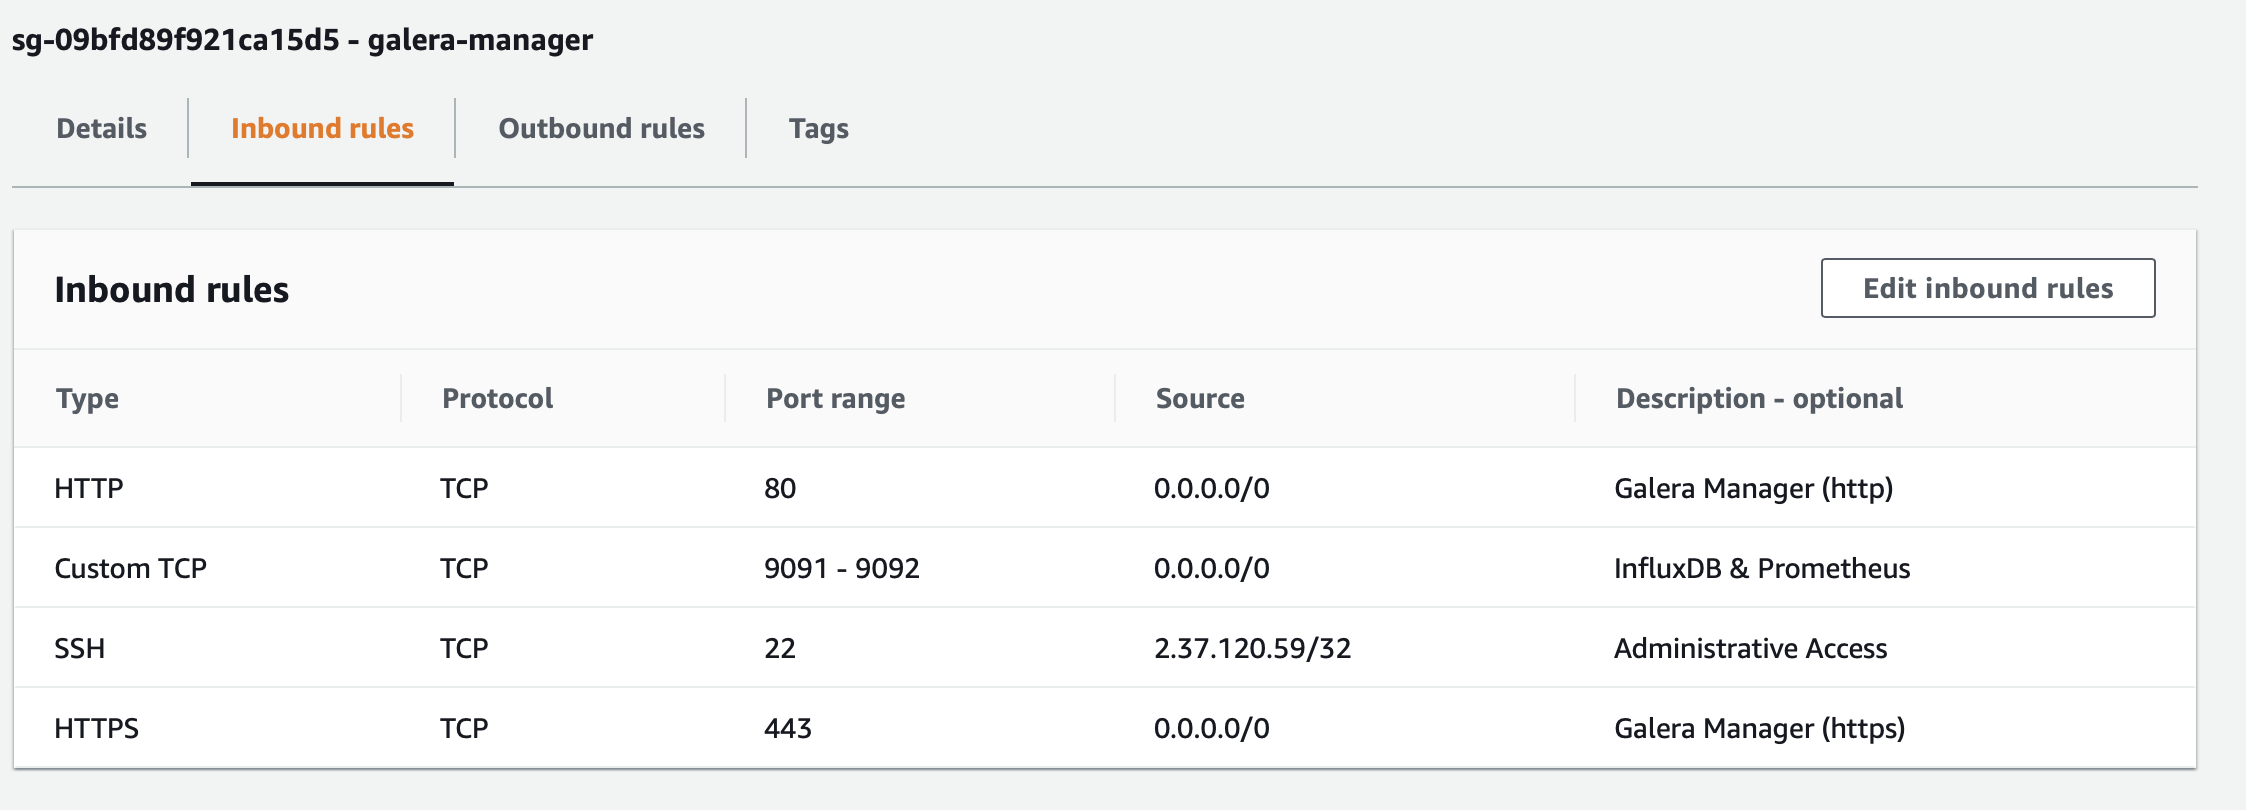 sg-09bfd89f921ca15d5 - galera-manager
Details Inbound rules Outbound rules Tags
Inbound rules Edit inbound rules
Type Protocol Port range Source Description - optional
HTTP TCP 80 0.0.0.0/0 Galera Manager (http)
Custom TCP TCP 9091 - 9092 0.0.0.0/0 InfluxDB & Prometheus
SSH TCP 22 2.37.120.59/32 Administrative Access
HTTPS TCP 443 0.0.0.0/0 Galera Manager (https)